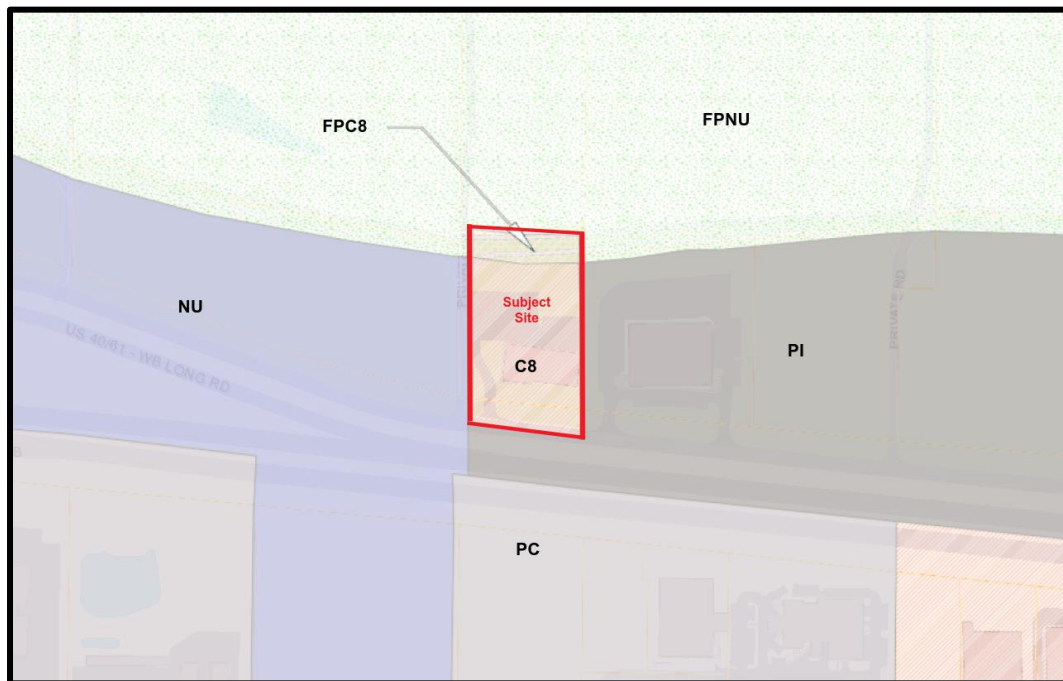 FPNU
FPC8
NU
Subject
Site
PI
C8
US 40/61 - WB LONG RD
PRIVATE RD
PC
B